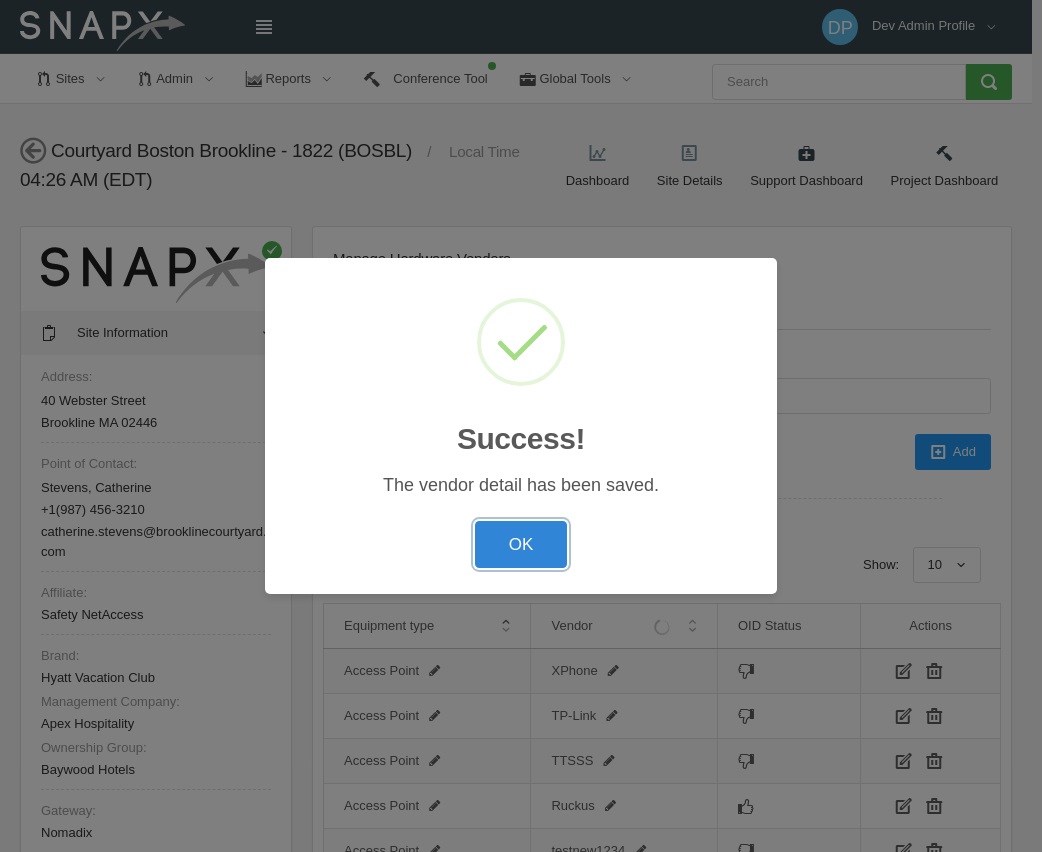 SNAPX
DP
Dev Admin Profile
Sites
Admin
Reports
Conference Tool
Global Tools
Search
Courtyard Boston Brookline - 1822 (BOSBL) / Local Time
04:26 AM (EDT)
Dashboard
Site Details
Support Dashboard
Project Dashboard
SNAPX
Site Information
Address:
40 Webster Street
Brookline MA 02446
Point of Contact:
Stevens, Catherine
+1(987) 456-3210
catherine.stevens@brooklinecourtyard.
com
Affiliate:
Safety NetAccess
Brand:
Hyatt Vacation Club
Management Company:
Apex Hospitality
Ownership Group:
Baywood Hotels
Gateway:
Nomadix
Manage Hardware Vendors
Success!
The vendor detail has been saved.
OK
Add
Show: 10
Equipment type Vendor OID Status Actions
Access Point XPhone
Access Point TP-Link
Access Point TTSSS
Access Point Ruckus
Access Point testnew1234